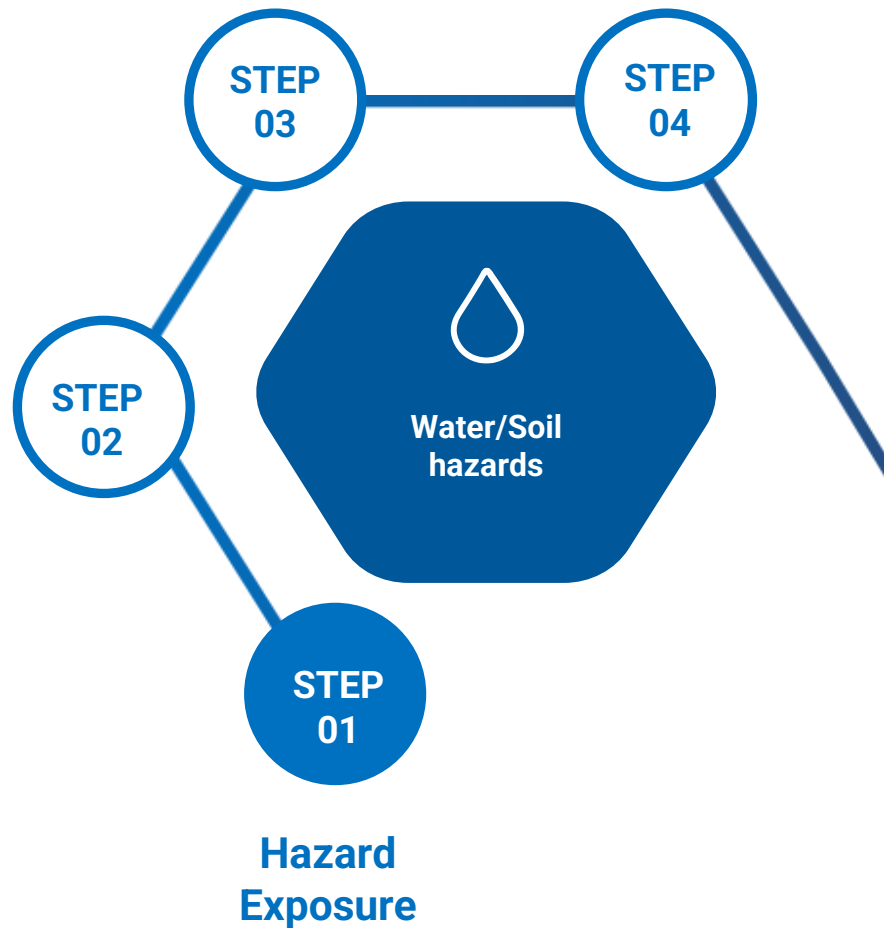 STEP
03
STEP
04
STEP
02
Water/Soil
hazards
STEP
01
Hazard
Exposure